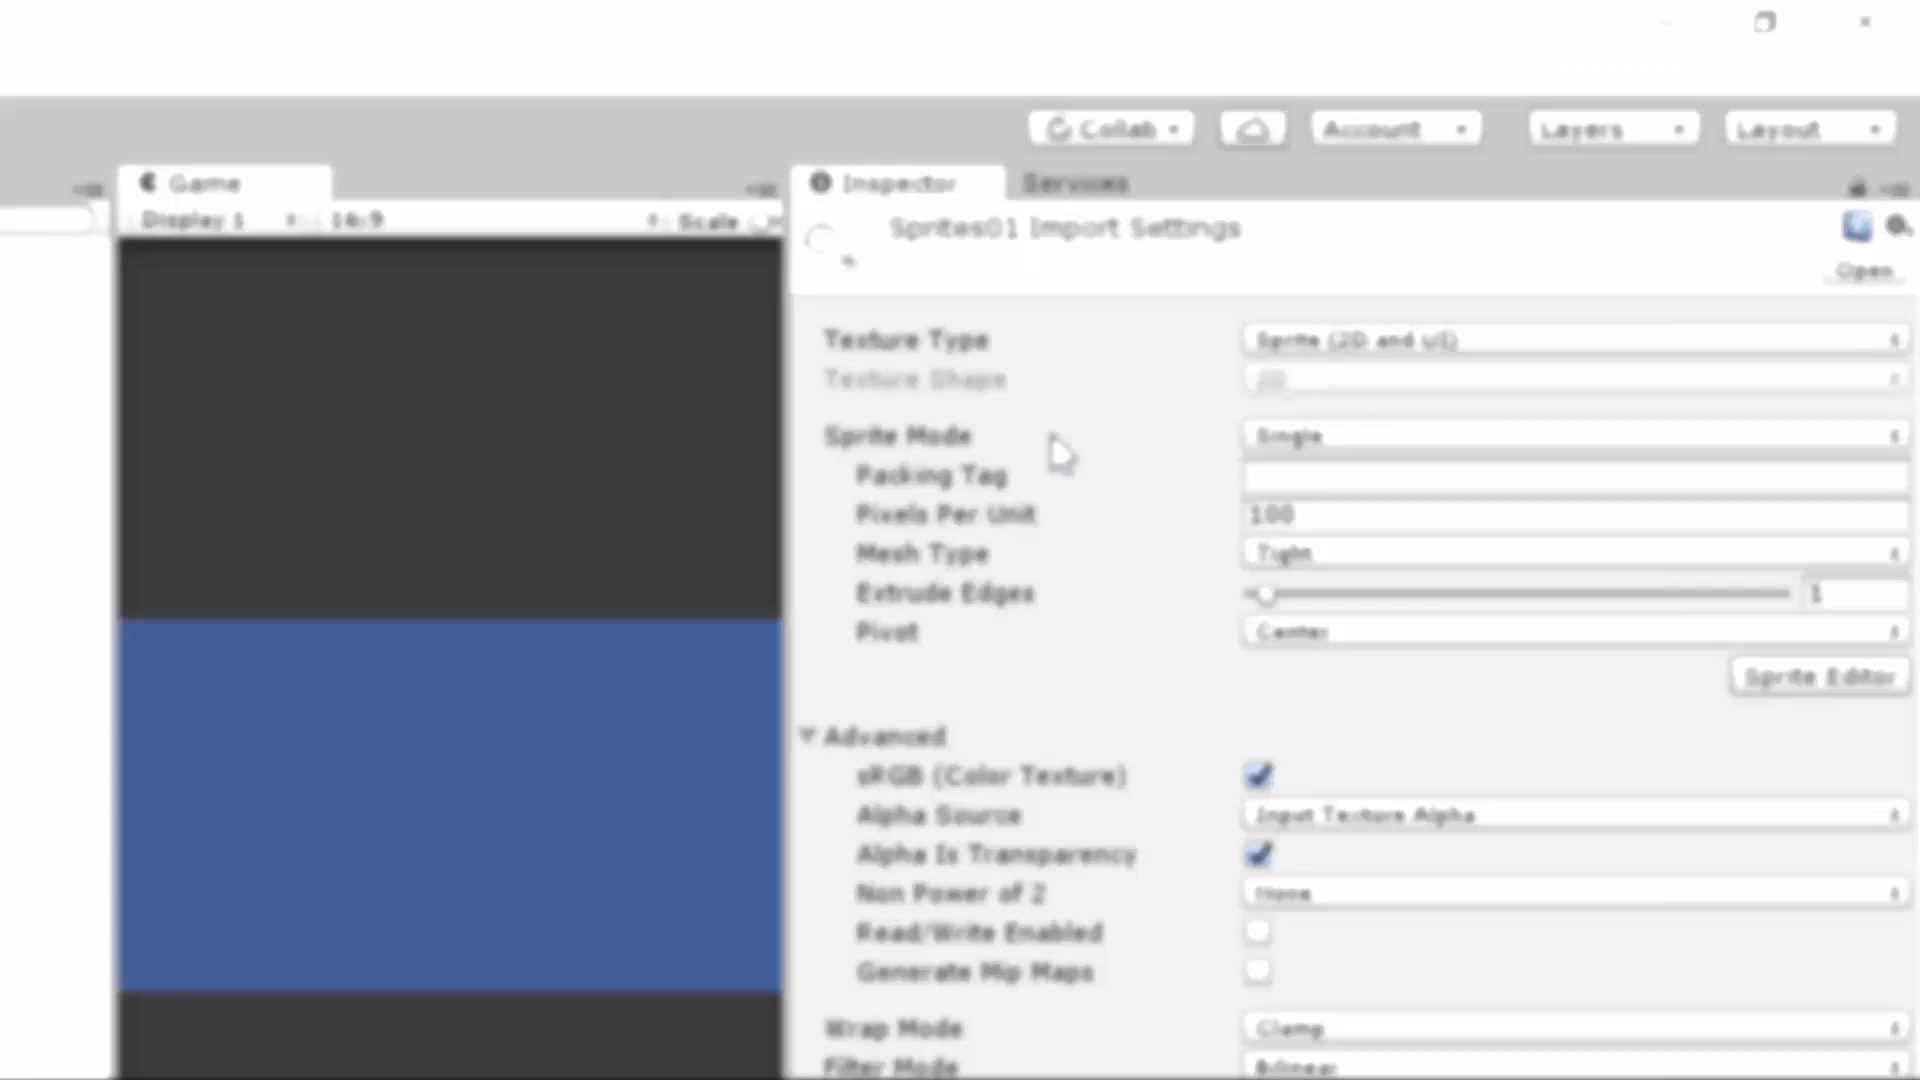 Collab
Account
Layers
Layout
Game
Display 1
16:9
Scale
Inspector
Services
Sprites01 Import Settings
Open
Texture Type
Sprite (2D and UI)
Texture Shape
2D
Sprite Mode
Single
Packing Tag
Pixels Per Unit
100
Mesh Type
Tight
Extrude Edges
1
Pivot
Center
Sprite Editor
Advanced
sRGB (Color Texture)
Alpha Source
Input Texture Alpha
Alpha Is Transparency
Non Power of 2
None
Read/Write Enabled
Generate Mip Maps
Wrap Mode
Clamp
Filter Mode
Bilinear